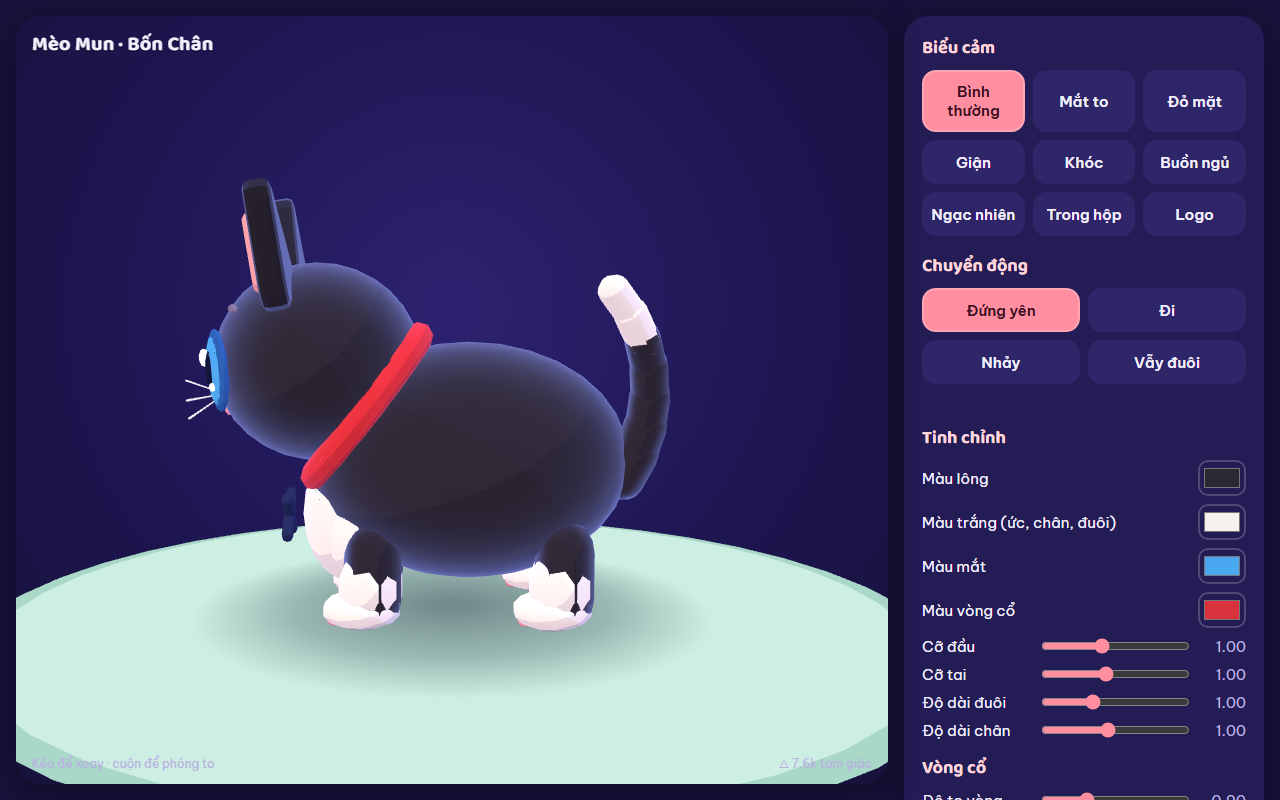 Mèo Mun · Bốn Chân
Kéo để xoay · cuộn để phóng to
△ 7.6k tam giác
Biểu cảm
Bình
thường
Mắt to
Đỏ mặt
Giận
Khóc
Buồn ngủ
Ngạc nhiên
Trong hộp
Logo
Chuyển động
Đứng yên
Đi
Nhảy
Vẫy đuôi
Tinh chỉnh
Màu lông
Màu trắng (ức, chân, đuôi)
Màu mắt
Màu vòng cổ
Cỡ đầu 1.00
Cỡ tai 1.00
Độ dài đuôi 1.00
Độ dài chân 1.00
Vòng cổ